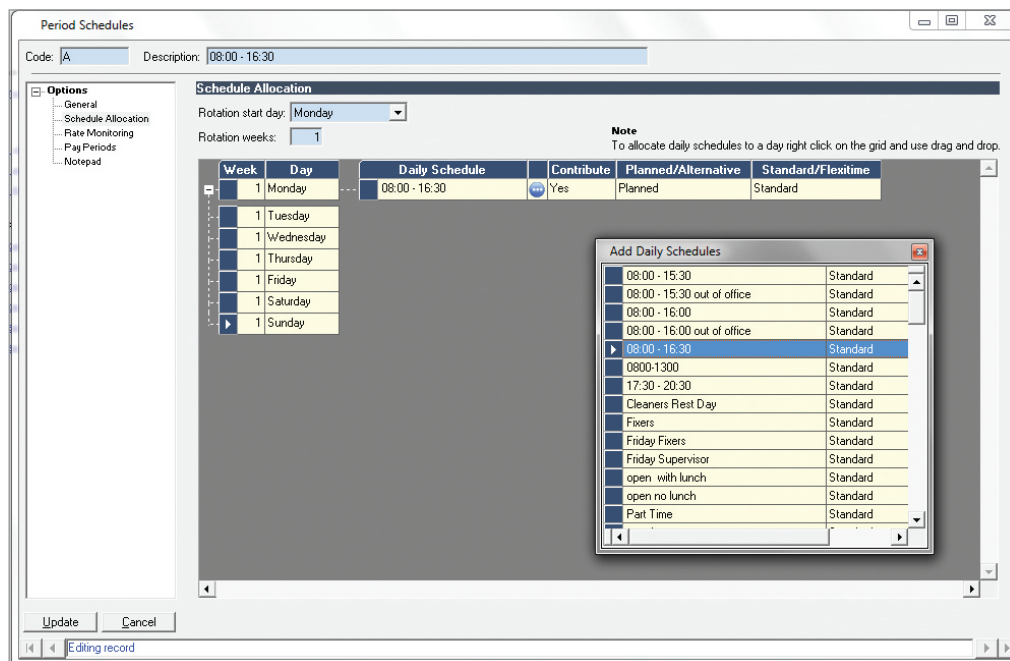 Period Schedules
Code: A Description: 08:00 - 16:30
Options
General
Schedule Allocation
Rate Monitoring
Pay Periods
Notepad
Schedule Allocation
Rotation start day: Monday
Rotation weeks: 1
Note
To allocate daily schedules to a day right click on the grid and use drag and drop.
Week Day Daily Schedule Contribute Planned/Alternative Standard/Flexitime
1 Monday 08:00 - 16:30 Yes Planned Standard
1 Tuesday
1 Wednesday
1 Thursday
1 Friday
1 Saturday
1 Sunday
Add Daily Schedules
08:00 - 15:30 Standard
08:00 - 15:30 out of office Standard
08:00 - 16:00 Standard
08:00 - 16:00 out of office Standard
08:00 - 16:30 Standard
0800-1300 Standard
17:30 - 20:30 Standard
Cleaners Rest Day Standard
Fixers Standard
Friday Fixers Standard
Friday Supervisor Standard
open with lunch Standard
open no lunch Standard
Part Time Standard
Update Cancel
Editing record